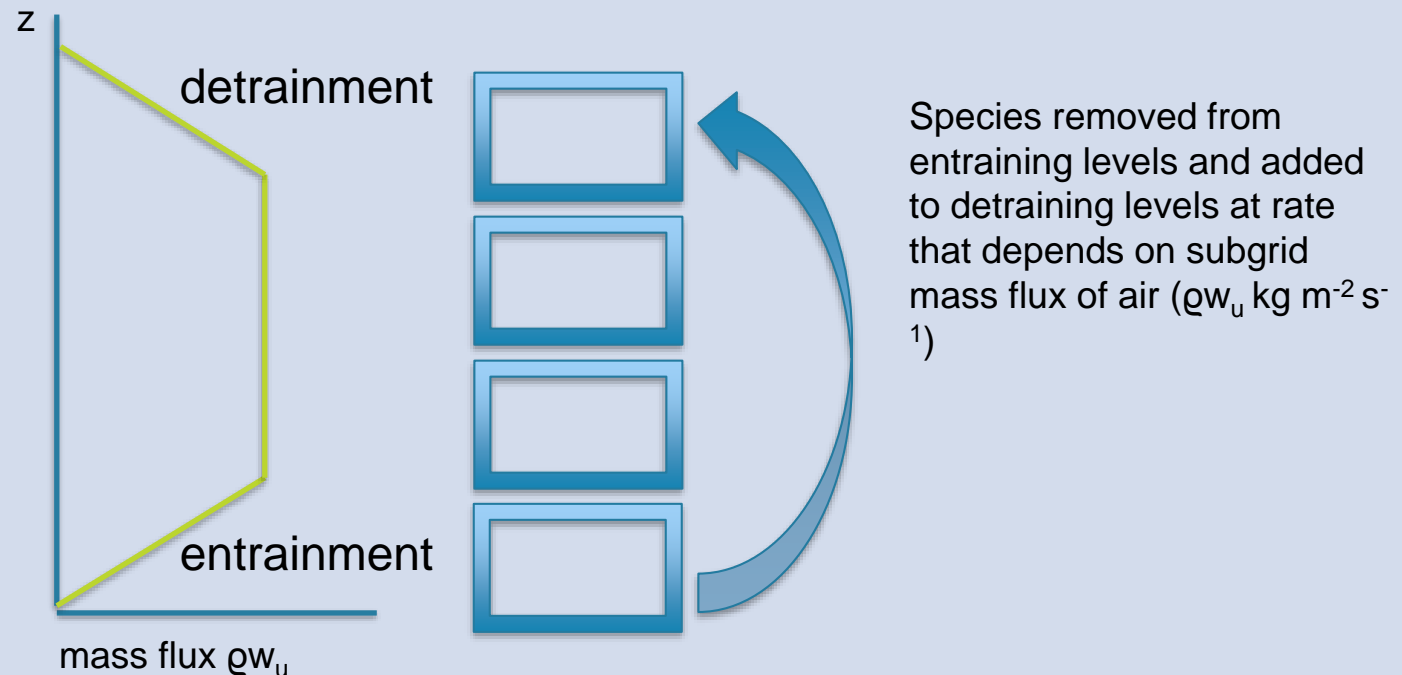 z
detrainment
entrainment
mass flux ϱwᵤ
Species removed from
entraining levels and added
to detraining levels at rate
that depends on subgrid
mass flux of air (ϱwᵤ kg m⁻² s⁻
¹)